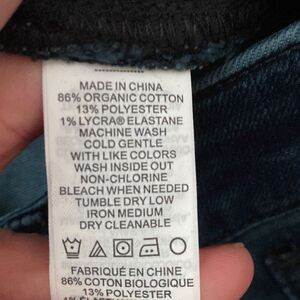 MADE IN CHINA
86% ORGANIC COTTON
13% POLYESTER
1% LYCRA® ELASTANE
MACHINE WASH
COLD GENTLE
WITH LIKE COLORS
WASH INSIDE OUT
NON-CHLORINE
BLEACH WHEN NEEDED
TUMBLE DRY LOW
IRON MEDIUM
DRY CLEANABLE
FABRIQUÉ EN CHINE
86% COTON BIOLOGIQUE
13% POLYESTER